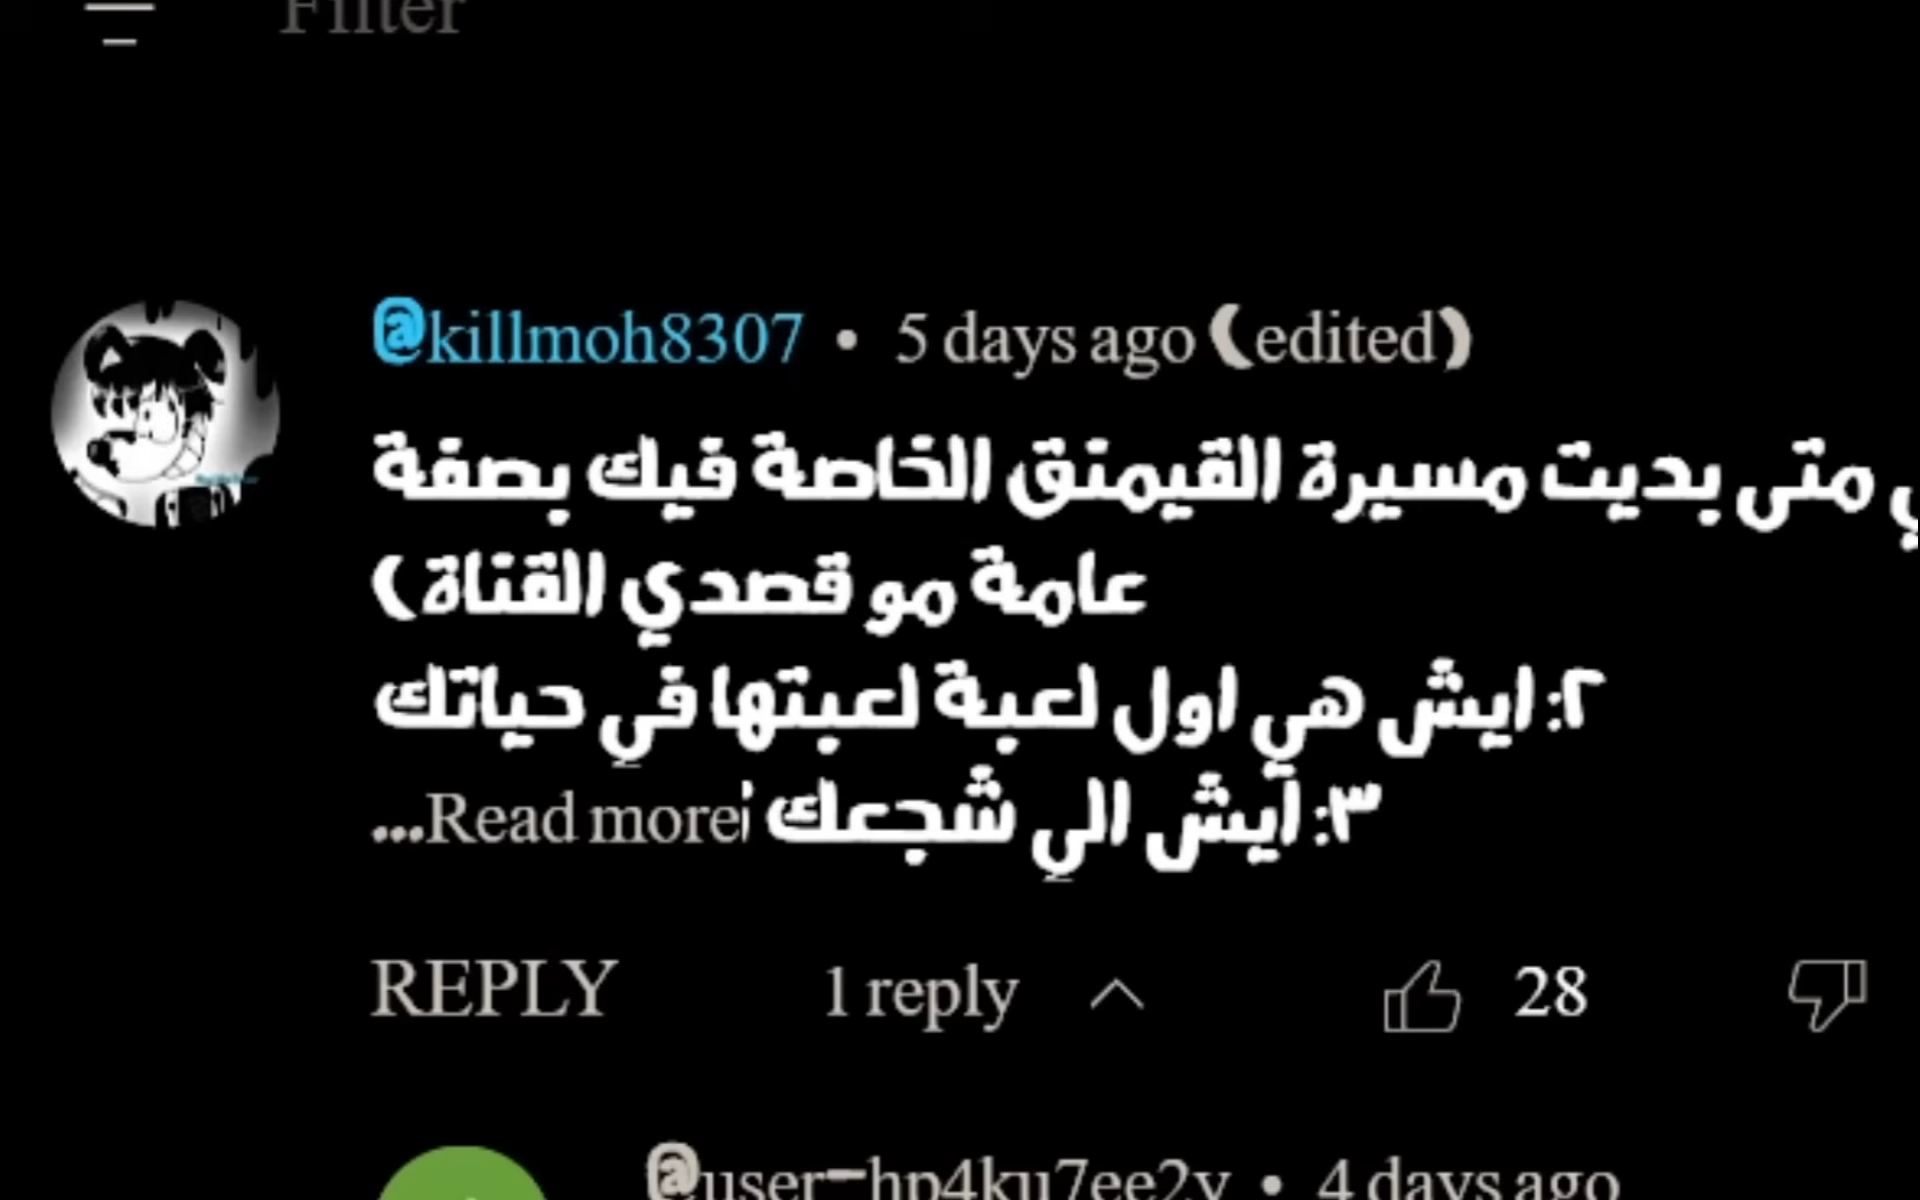 Filter
@killmoh8307 • 5 days ago (edited)
متى بديت مسيرة القيمنق الخاصة فيك بصفة
عامة مو قصدي القناة)
٢: ايش هي اول لعبة لعبتها في حياتك
٣: ايش الي شجعك ...Read more
REPLY 1 reply 28
@user-hp4ku7ee2y • 4 days ago